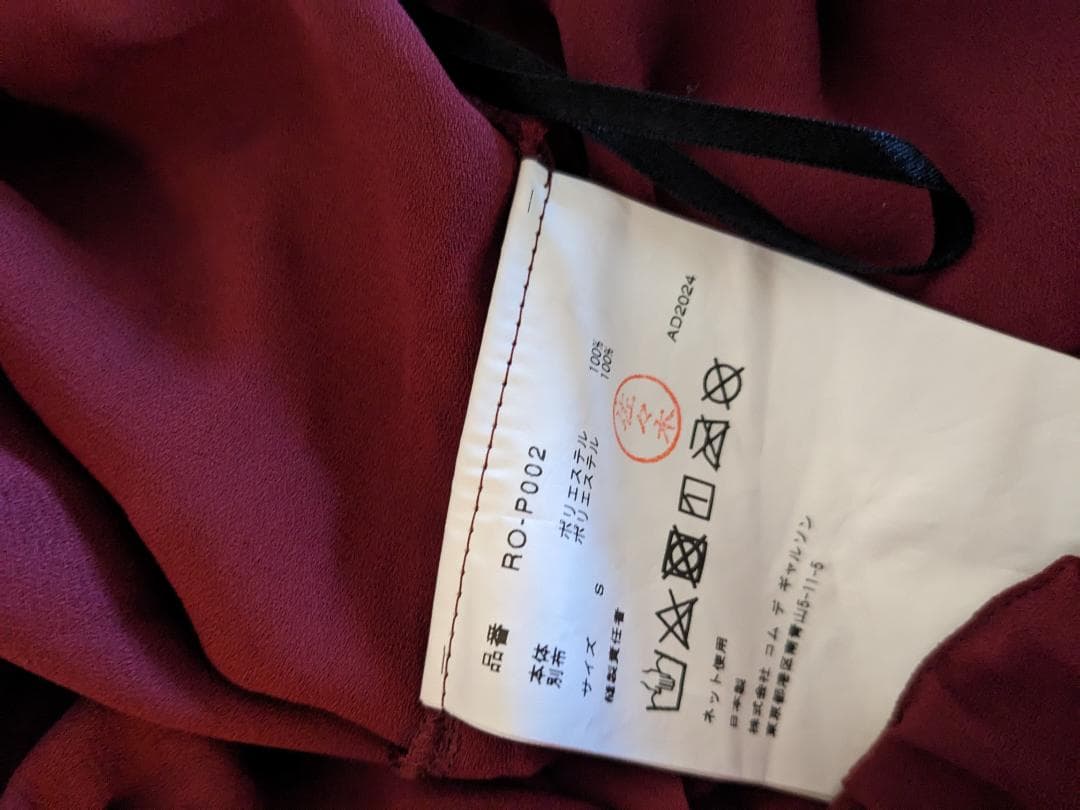 品番 RO-P002
本体 ポリエステル 100%
別布 ポリエステル 100%
サイズ S
縫製責任者 佐々木
AD2024
ネット使用
日本製
株式会社 コム デ ギャルソン
東京都港区南青山5-11-5